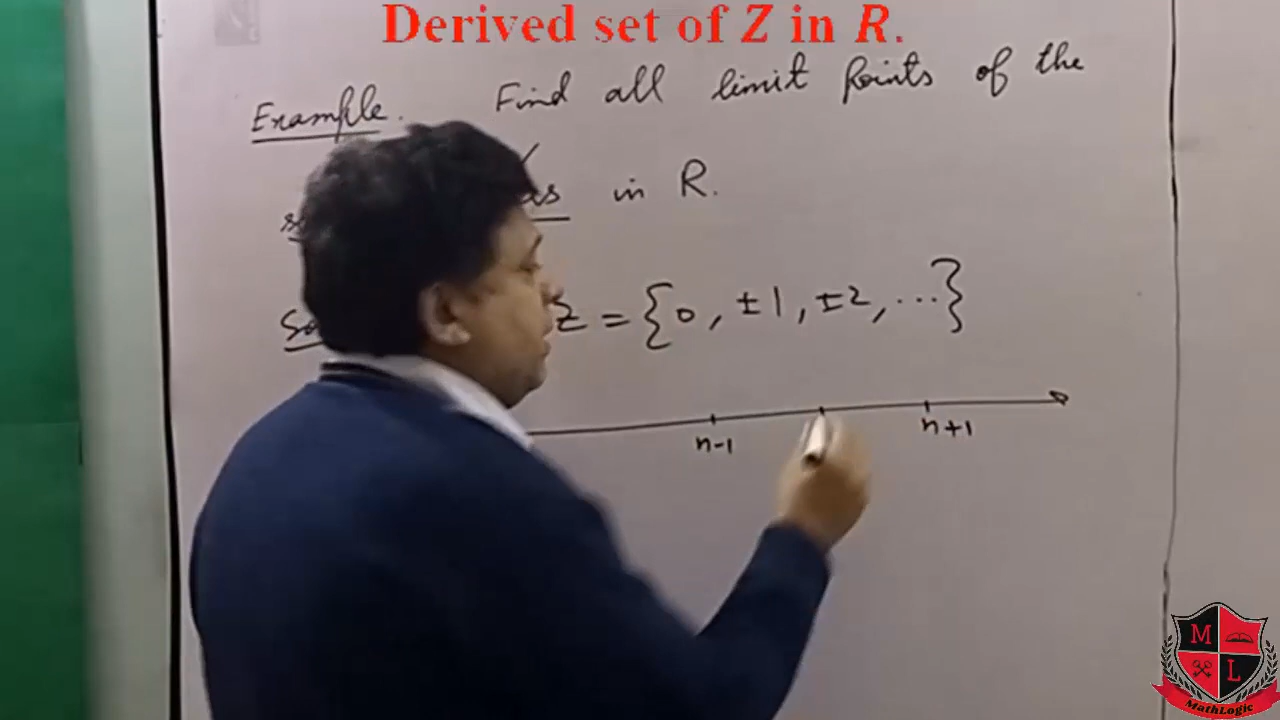 Derived set of Z in R.
Example. Find all limit points of the
in R.
Z = {0, ±1, ±2, ...}
n-1 n+1
M
L
MathLogic